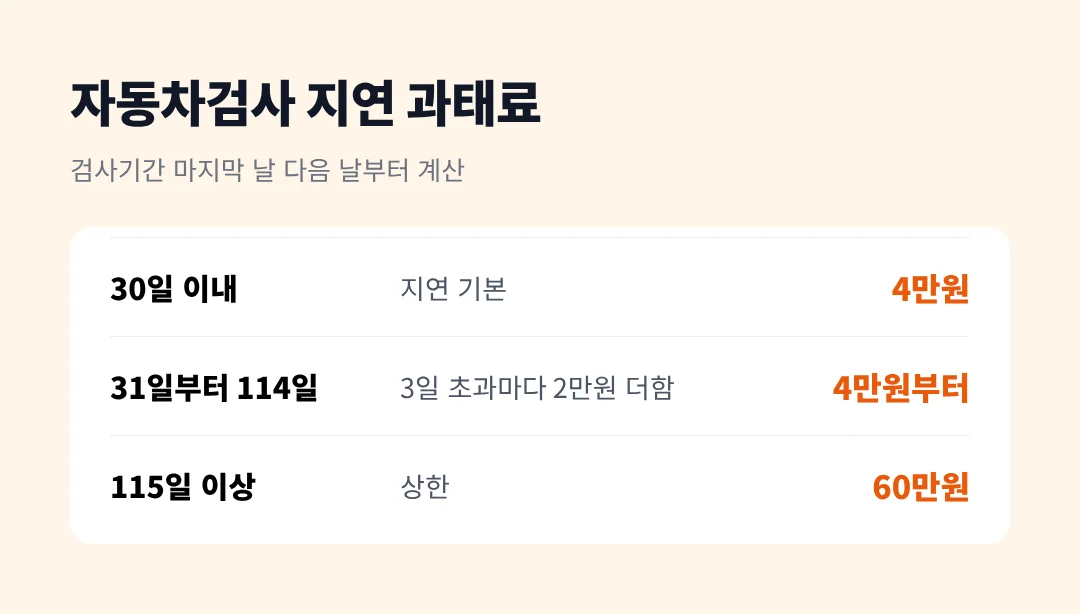 자동차검사 지연 과태료
검사기간 마지막 날 다음 날부터 계산
30일 이내 지연 기본 4만원
31일부터 114일 3일 초과마다 2만원 더함 4만원부터
115일 이상 상한 60만원